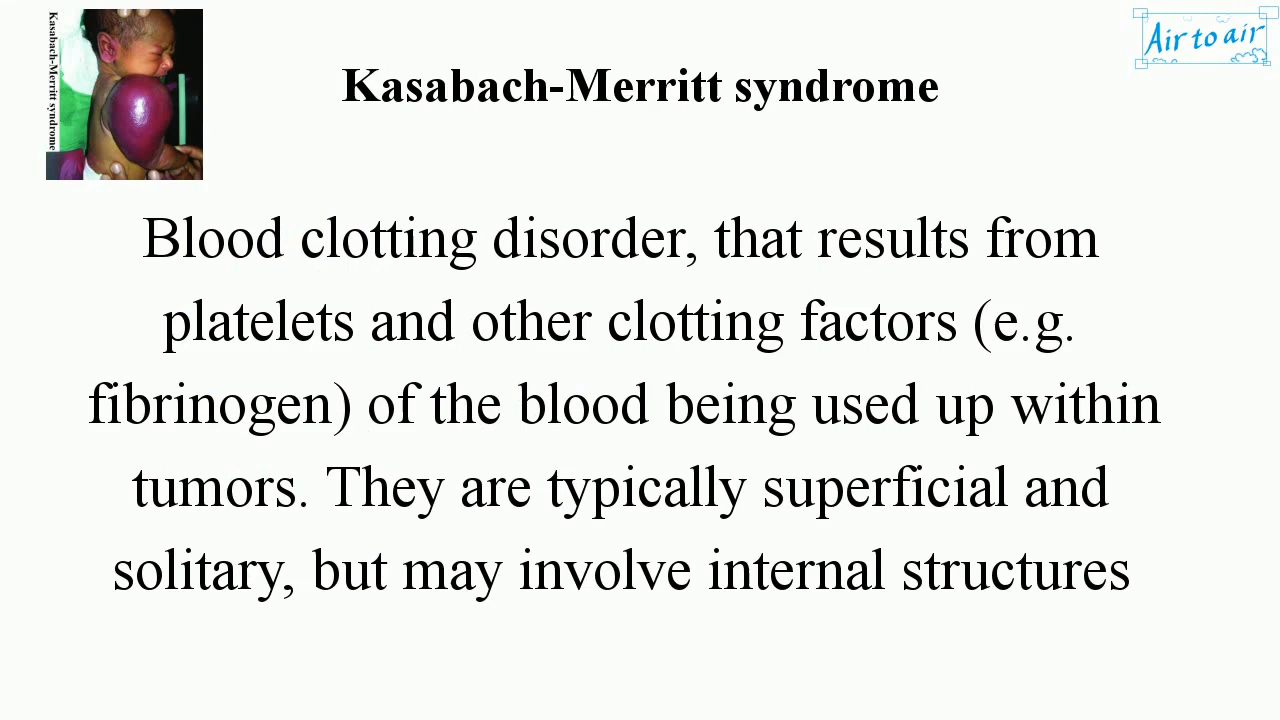 Kasabach-Merritt syndrome
Kasabach-Merritt syndrome
Air to air
Blood clotting disorder, that results from
platelets and other clotting factors (e.g.
fibrinogen) of the blood being used up within
tumors. They are typically superficial and
solitary, but may involve internal structures